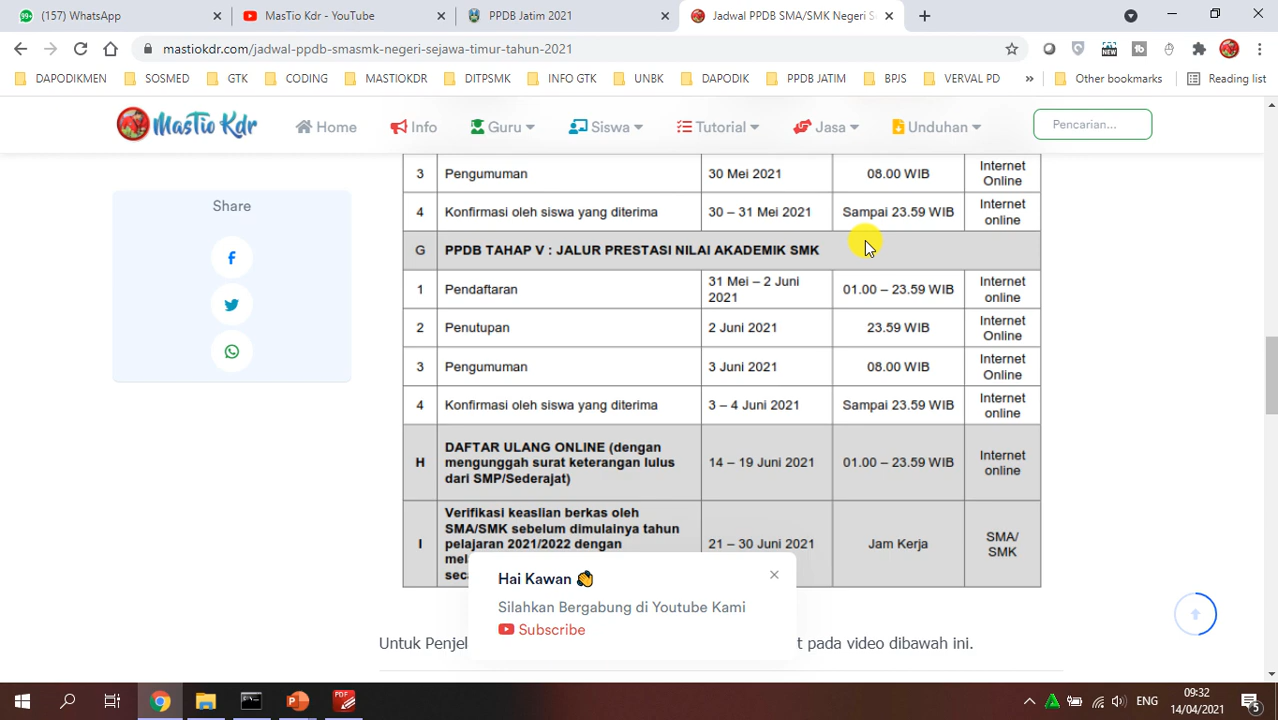 (157) WhatsApp
MasTio Kdr - YouTube
PPDB Jatim 2021
Jadwal PPDB SMA/SMK Negeri Se
mastiokdr.com/jadwal-ppdb-smasmk-negeri-sejawa-timur-tahun-2021
NEW
DAPODIKMEN
SOSMED
GTK
CODING
MASTIOKDR
DITPSMK
INFO GTK
UNBK
DAPODIK
PPDB JATIM
BPJS
VERVAL PD
»
Other bookmarks
Reading list
MasTio Kdr
Home
Info
Guru
Siswa
Tutorial
Jasa
Unduhan
Pencarian...
Share
3 Pengumuman 30 Mei 2021 08.00 WIB Internet
Online
4 Konfirmasi oleh siswa yang diterima 30 – 31 Mei 2021 Sampai 23.59 WIB Internet
online
G PPDB TAHAP V : JALUR PRESTASI NILAI AKADEMIK SMK
1 Pendaftaran 31 Mei – 2 Juni
2021 01.00 – 23.59 WIB Internet
online
2 Penutupan 2 Juni 2021 23.59 WIB Internet
Online
3 Pengumuman 3 Juni 2021 08.00 WIB Internet
Online
4 Konfirmasi oleh siswa yang diterima 3 – 4 Juni 2021 Sampai 23.59 WIB Internet
online
H DAFTAR ULANG ONLINE (dengan
mengunggah surat keterangan lulus
dari SMP/Sederajat) 14 – 19 Juni 2021 01.00 – 23.59 WIB Internet
online
I Verifikasi keaslian berkas oleh
SMA/SMK sebelum dimulainya tahun
pelajaran 2021/2022 dengan
21 – 30 Juni 2021 Jam Kerja SMA/
SMK
Hai Kawan 👏
Silahkan Bergabung di Youtube Kami
Subscribe
Untuk
pada video dibawah ini.
ENG
09:32
14/04/2021
5